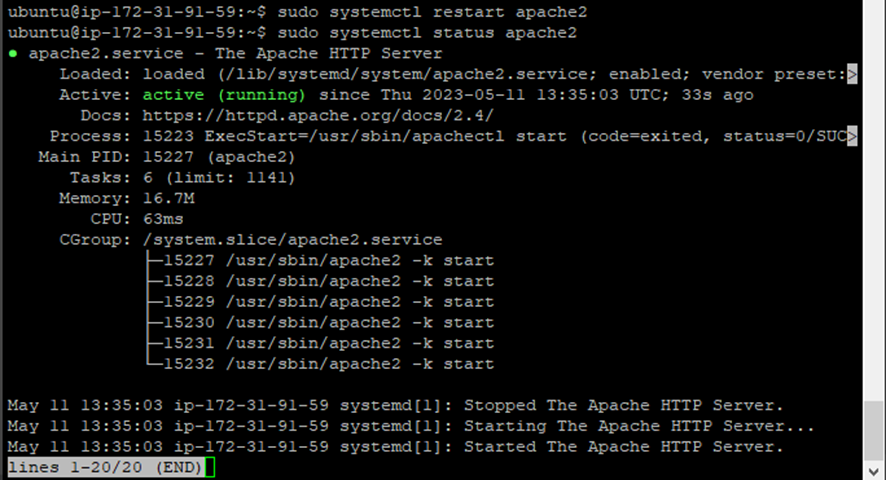 ubuntu@ip-172-31-91-59:~$ sudo systemctl restart apache2
ubuntu@ip-172-31-91-59:~$ sudo systemctl status apache2
● apache2.service - The Apache HTTP Server
     Loaded: loaded (/lib/systemd/system/apache2.service; enabled; vendor preset:>
     Active: active (running) since Thu 2023-05-11 13:35:03 UTC; 33s ago
       Docs: https://httpd.apache.org/docs/2.4/
    Process: 15223 ExecStart=/usr/sbin/apachectl start (code=exited, status=0/SUC>
   Main PID: 15227 (apache2)
      Tasks: 6 (limit: 1141)
     Memory: 16.7M
        CPU: 63ms
     CGroup: /system.slice/apache2.service
             ├─15227 /usr/sbin/apache2 -k start
             ├─15228 /usr/sbin/apache2 -k start
             ├─15229 /usr/sbin/apache2 -k start
             ├─15230 /usr/sbin/apache2 -k start
             ├─15231 /usr/sbin/apache2 -k start
             └─15232 /usr/sbin/apache2 -k start

May 11 13:35:03 ip-172-31-91-59 systemd[1]: Stopped The Apache HTTP Server.
May 11 13:35:03 ip-172-31-91-59 systemd[1]: Starting The Apache HTTP Server...
May 11 13:35:03 ip-172-31-91-59 systemd[1]: Started The Apache HTTP Server.
lines 1-20/20 (END)